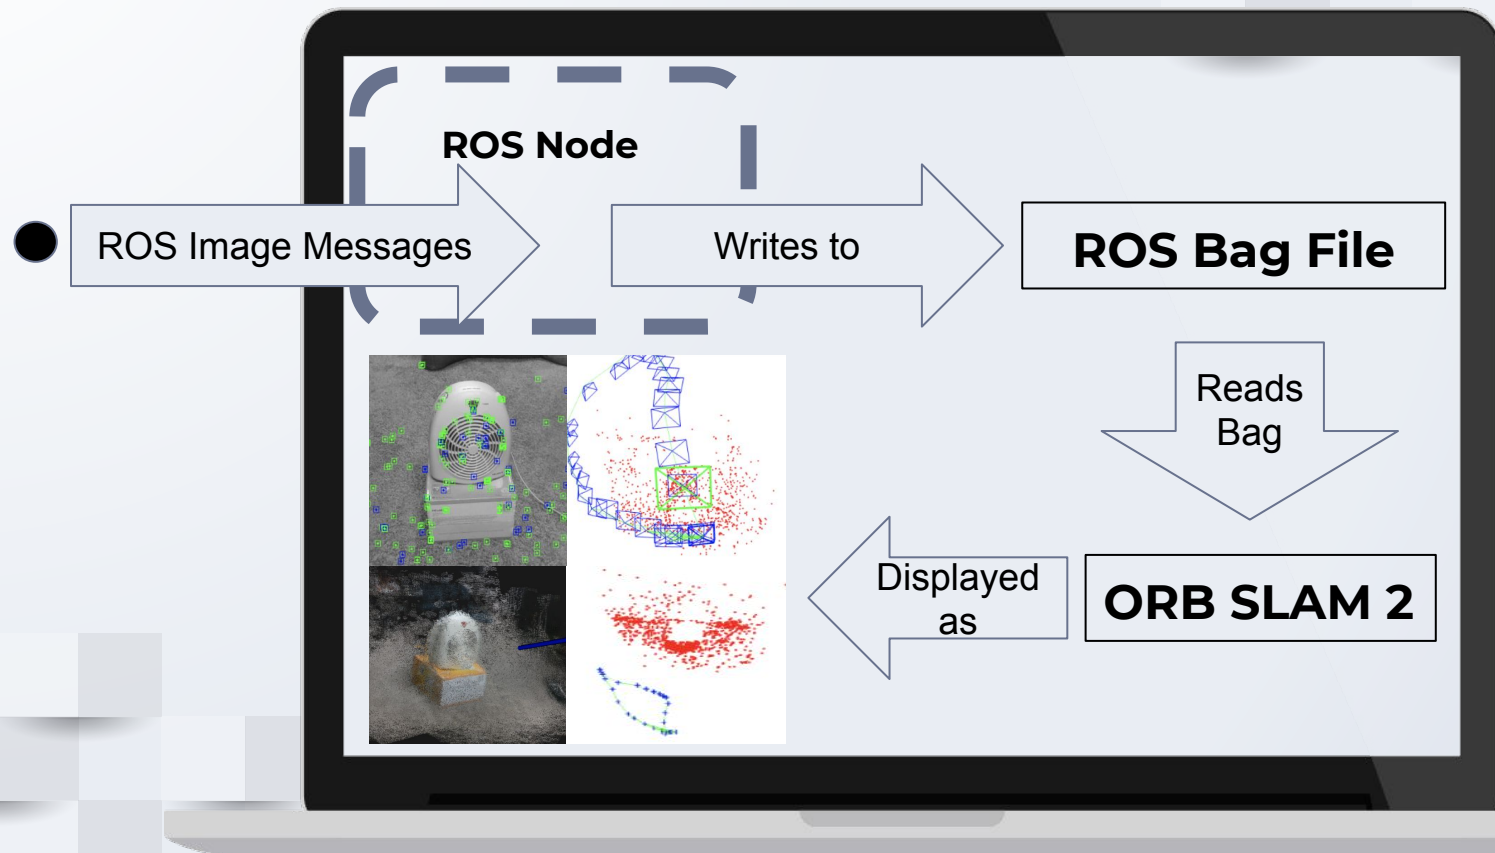 ROS Node
ROS Image Messages
Writes to
ROS Bag File
Reads
Bag
Displayed
as
ORB SLAM 2